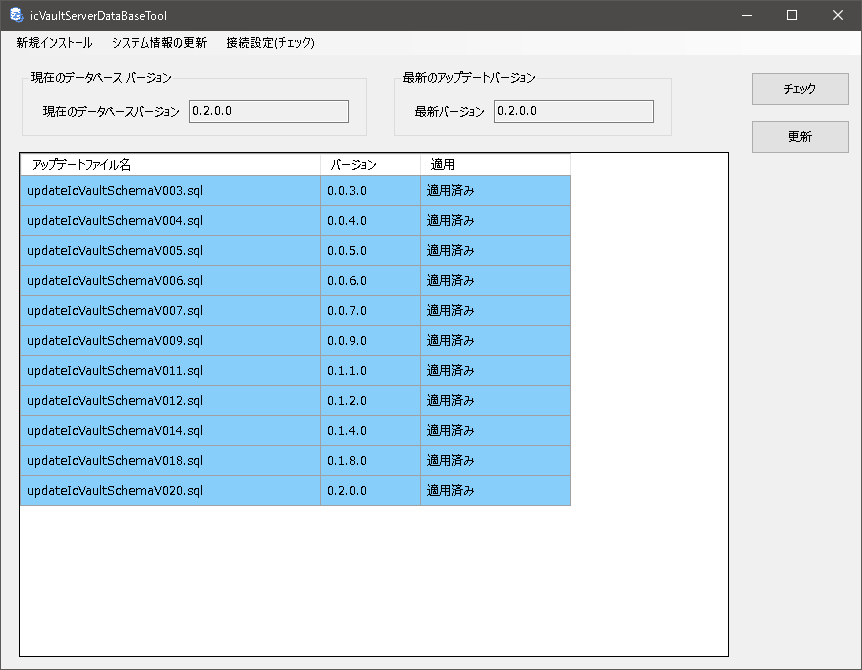 icVaultServerDataBaseTool
新規インストール システム情報の更新 接続設定(チェック)
現在のデータベース バージョン
現在のデータベースバージョン 0.2.0.0
最新のアップデートバージョン
最新バージョン 0.2.0.0
チェック
更新
アップデートファイル名 バージョン 適用
updateIcVaultSchemaV003.sql 0.0.3.0 適用済み
updateIcVaultSchemaV004.sql 0.0.4.0 適用済み
updateIcVaultSchemaV005.sql 0.0.5.0 適用済み
updateIcVaultSchemaV006.sql 0.0.6.0 適用済み
updateIcVaultSchemaV007.sql 0.0.7.0 適用済み
updateIcVaultSchemaV009.sql 0.0.9.0 適用済み
updateIcVaultSchemaV011.sql 0.1.1.0 適用済み
updateIcVaultSchemaV012.sql 0.1.2.0 適用済み
updateIcVaultSchemaV014.sql 0.1.4.0 適用済み
updateIcVaultSchemaV018.sql 0.1.8.0 適用済み
updateIcVaultSchemaV020.sql 0.2.0.0 適用済み